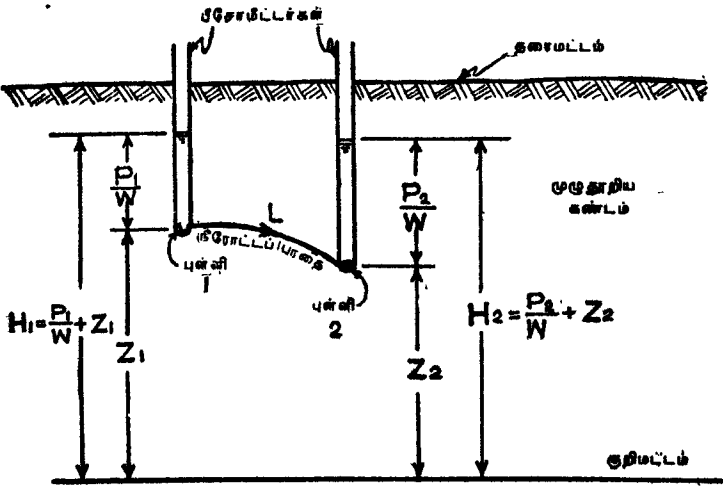 பீசோமீட்டர்கள்
தரைமட்டம்
P₁/W
P₂/W
முழுதூறிய
கண்டம்
L
நீரோட்டப்பாதை
புள்ளி
1
புள்ளி
2
H₁=P₁/W+Z₁
H₂=P₂/W+Z₂
Z₁
Z₂
குறிமட்டம்